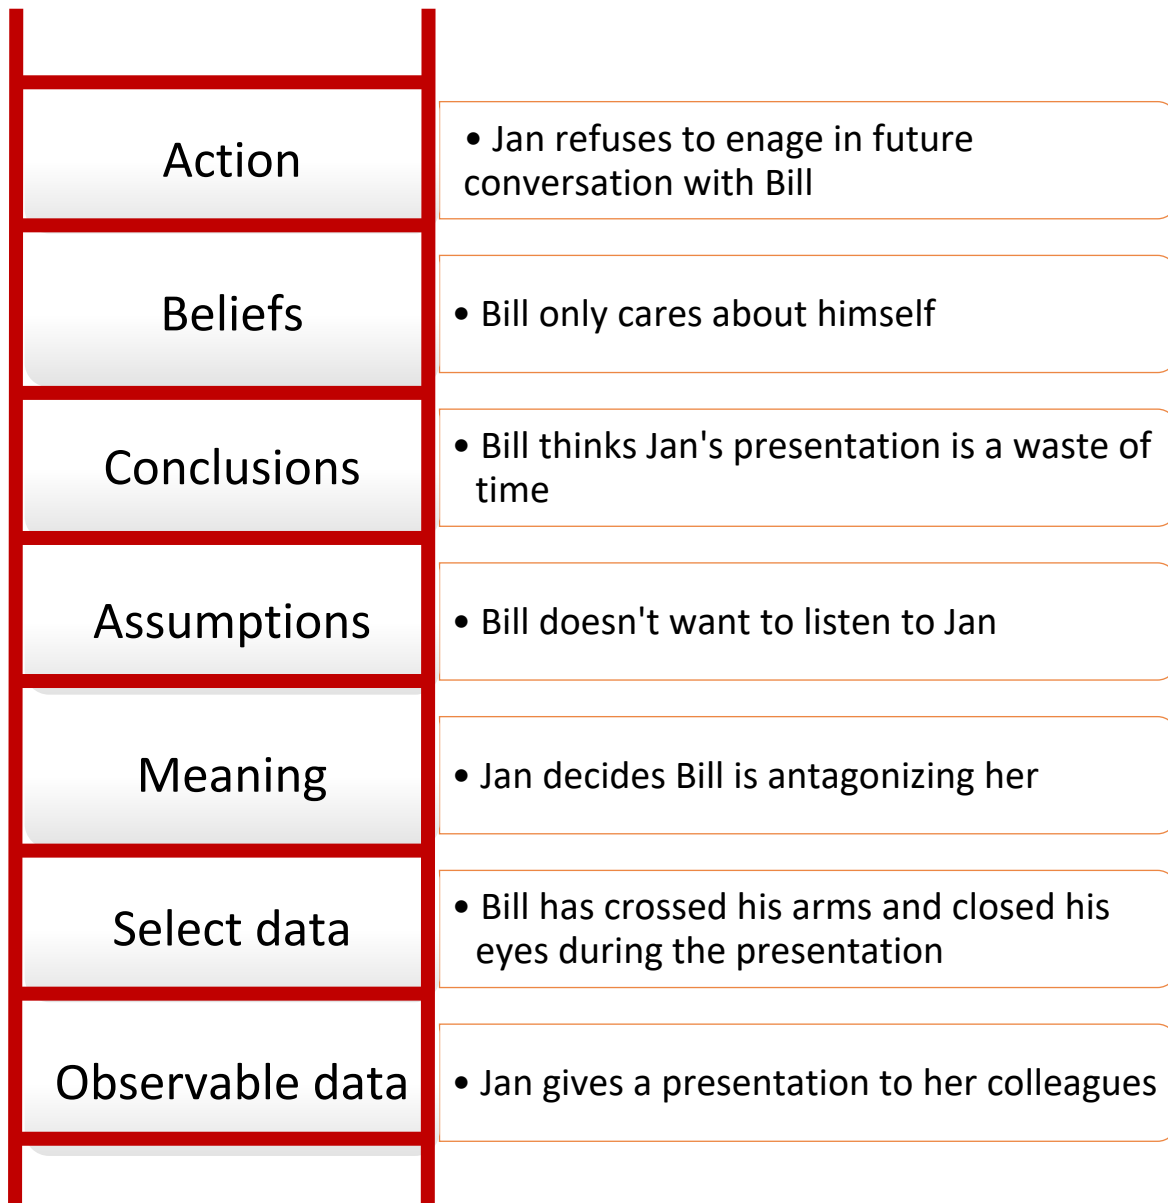 Action
• Jan refuses to enage in future
conversation with Bill
Beliefs
• Bill only cares about himself
Conclusions
• Bill thinks Jan's presentation is a waste of
time
Assumptions
• Bill doesn't want to listen to Jan
Meaning
• Jan decides Bill is antagonizing her
Select data
• Bill has crossed his arms and closed his
eyes during the presentation
Observable data
• Jan gives a presentation to her colleagues